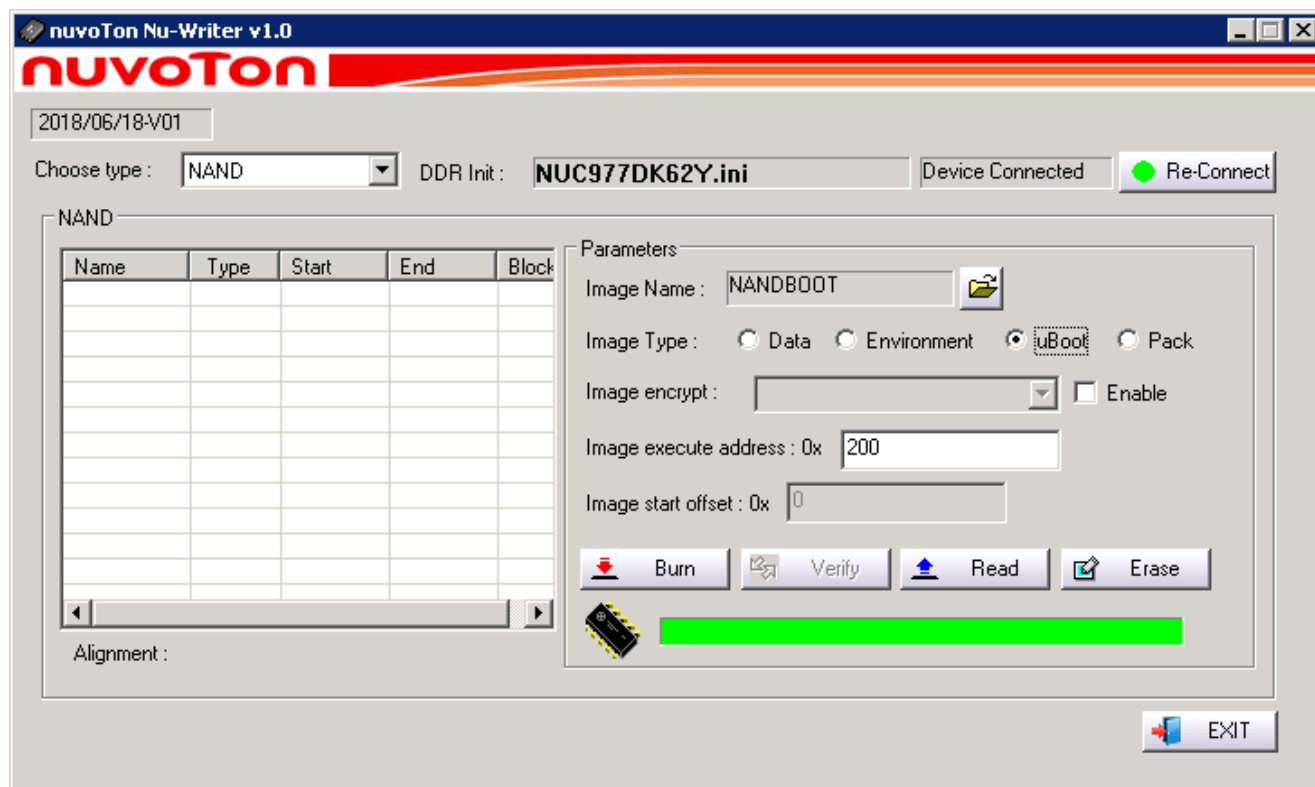 nuvoTon Nu-Writer v1.0
nuvoTon
2018/06/18-V01
Choose type : NAND DDR Init : NUC977DK62Y.ini Device Connected Re-Connect
NAND
Name Type Start End Block
Parameters
Image Name : NANDBOOT
Image Type : Data Environment uBoot Pack
Image encrypt : Enable
Image execute address : 0x 200
Image start offset : 0x 0
Burn Verify Read Erase
Alignment :
EXIT